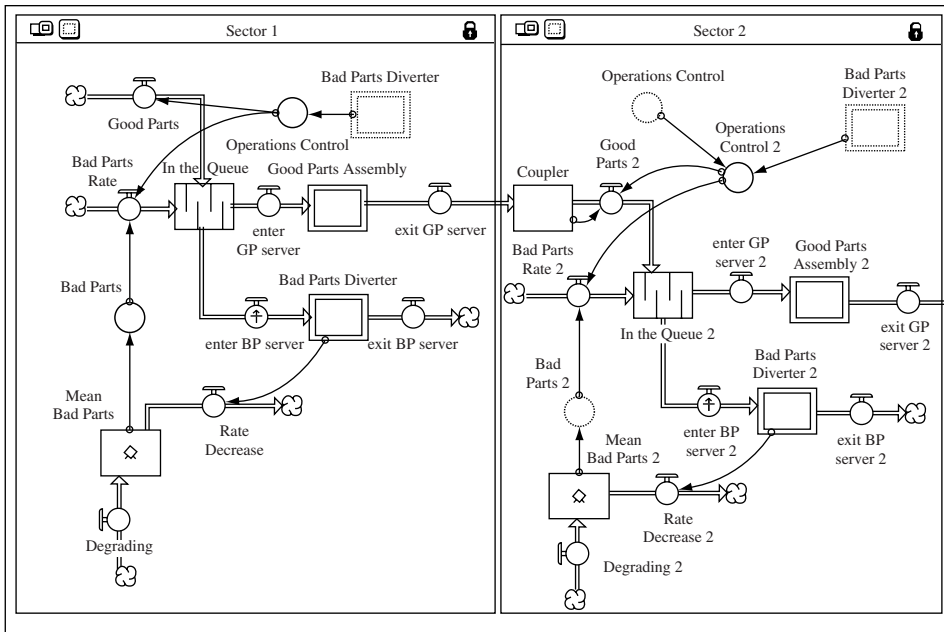 Sector 1
Bad Parts Diverter
Good Parts
Operations Control
Bad Parts
Rate
In the Queue
Good Parts Assembly
enter
GP server
exit GP server
Bad Parts
Bad Parts Diverter
enter BP server
exit BP server
Mean
Bad Parts
Rate
Decrease
Degrading
Sector 2
Operations Control
Bad Parts
Diverter 2
Operations
Control 2
Good
Parts 2
Coupler
Bad Parts
Rate 2
enter GP
server 2
Good Parts
Assembly 2
In the Queue 2
exit GP
server 2
Bad
Parts 2
Bad Parts
Diverter 2
enter BP
server 2
exit BP
server 2
Mean
Bad Parts 2
Rate
Decrease 2
Degrading 2